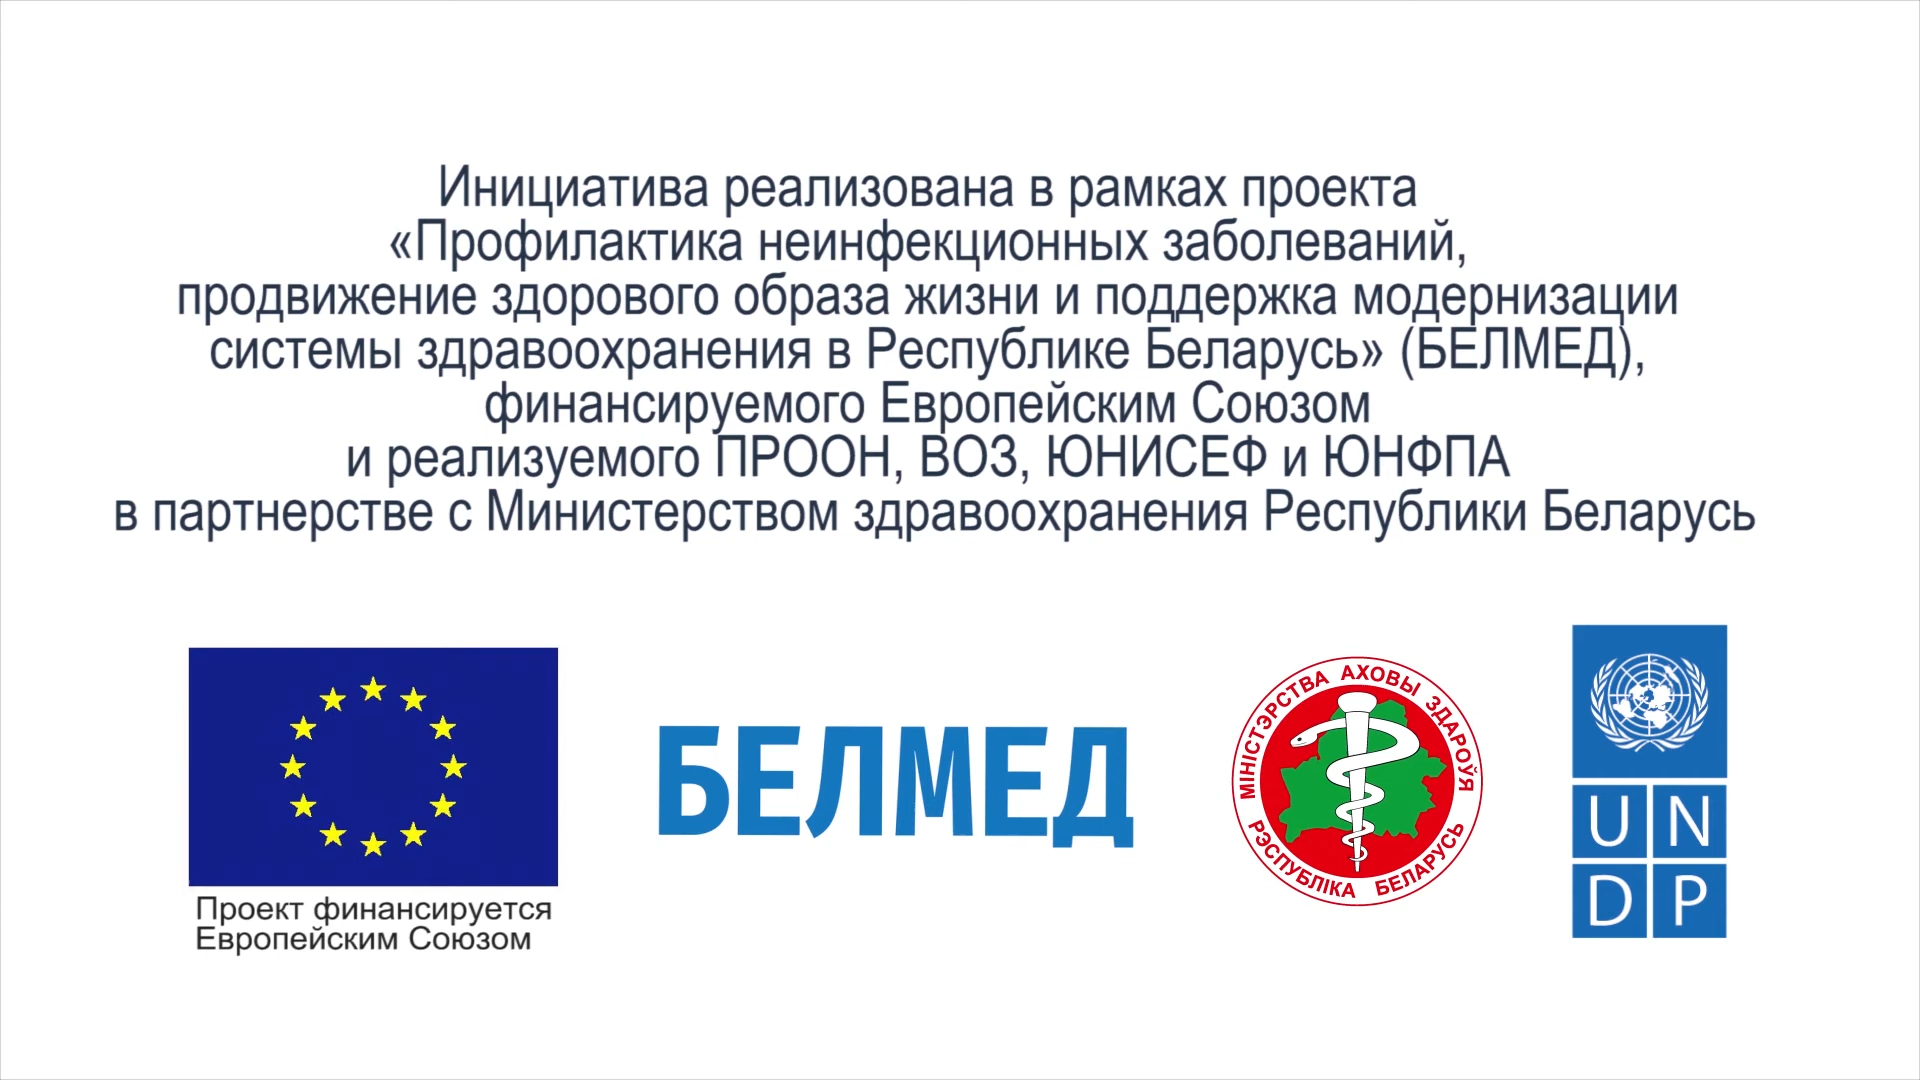 Инициатива реализована в рамках проекта
«Профилактика неинфекционных заболеваний,
продвижение здорового образа жизни и поддержка модернизации
системы здравоохранения в Республике Беларусь» (БЕЛМЕД),
финансируемого Европейским Союзом
и реализуемого ПРООН, ВОЗ, ЮНИСЕФ и ЮНФПА
в партнерстве с Министерством здравоохранения Республики Беларусь
Проект финансируется
Европейским Союзом
БЕЛМЕД
МІНІСТЭРСТВА АХОВЫ ЗДАРОЎЯ
РЭСПУБЛІКА БЕЛАРУСЬ
U N
D P